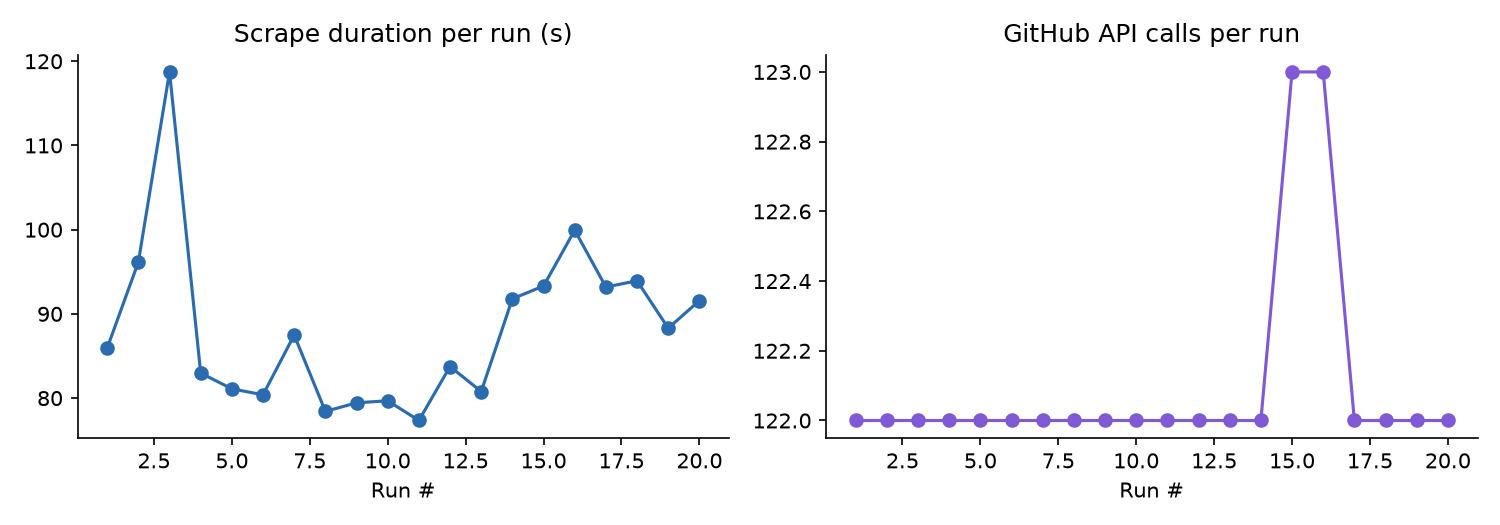 Scrape duration per run (s)
120
110
100
90
80
2.5 5.0 7.5 10.0 12.5 15.0 17.5 20.0
Run #
GitHub API calls per run
123.0
122.8
122.6
122.4
122.2
122.0
2.5 5.0 7.5 10.0 12.5 15.0 17.5 20.0
Run #